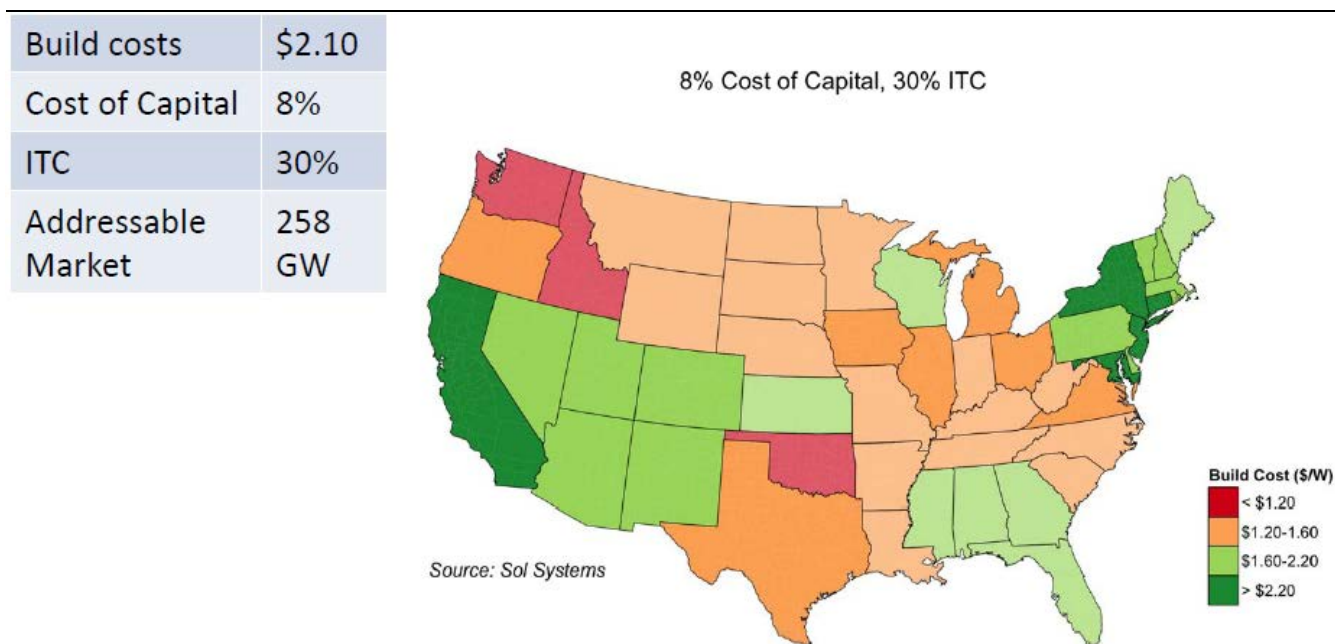 Build costs $2.10
Cost of Capital 8%
ITC 30%
Addressable 258
Market GW
8% Cost of Capital, 30% ITC
Source: Sol Systems
Build Cost ($/W)
< $1.20
$1.20-1.60
$1.60-2.20
> $2.20